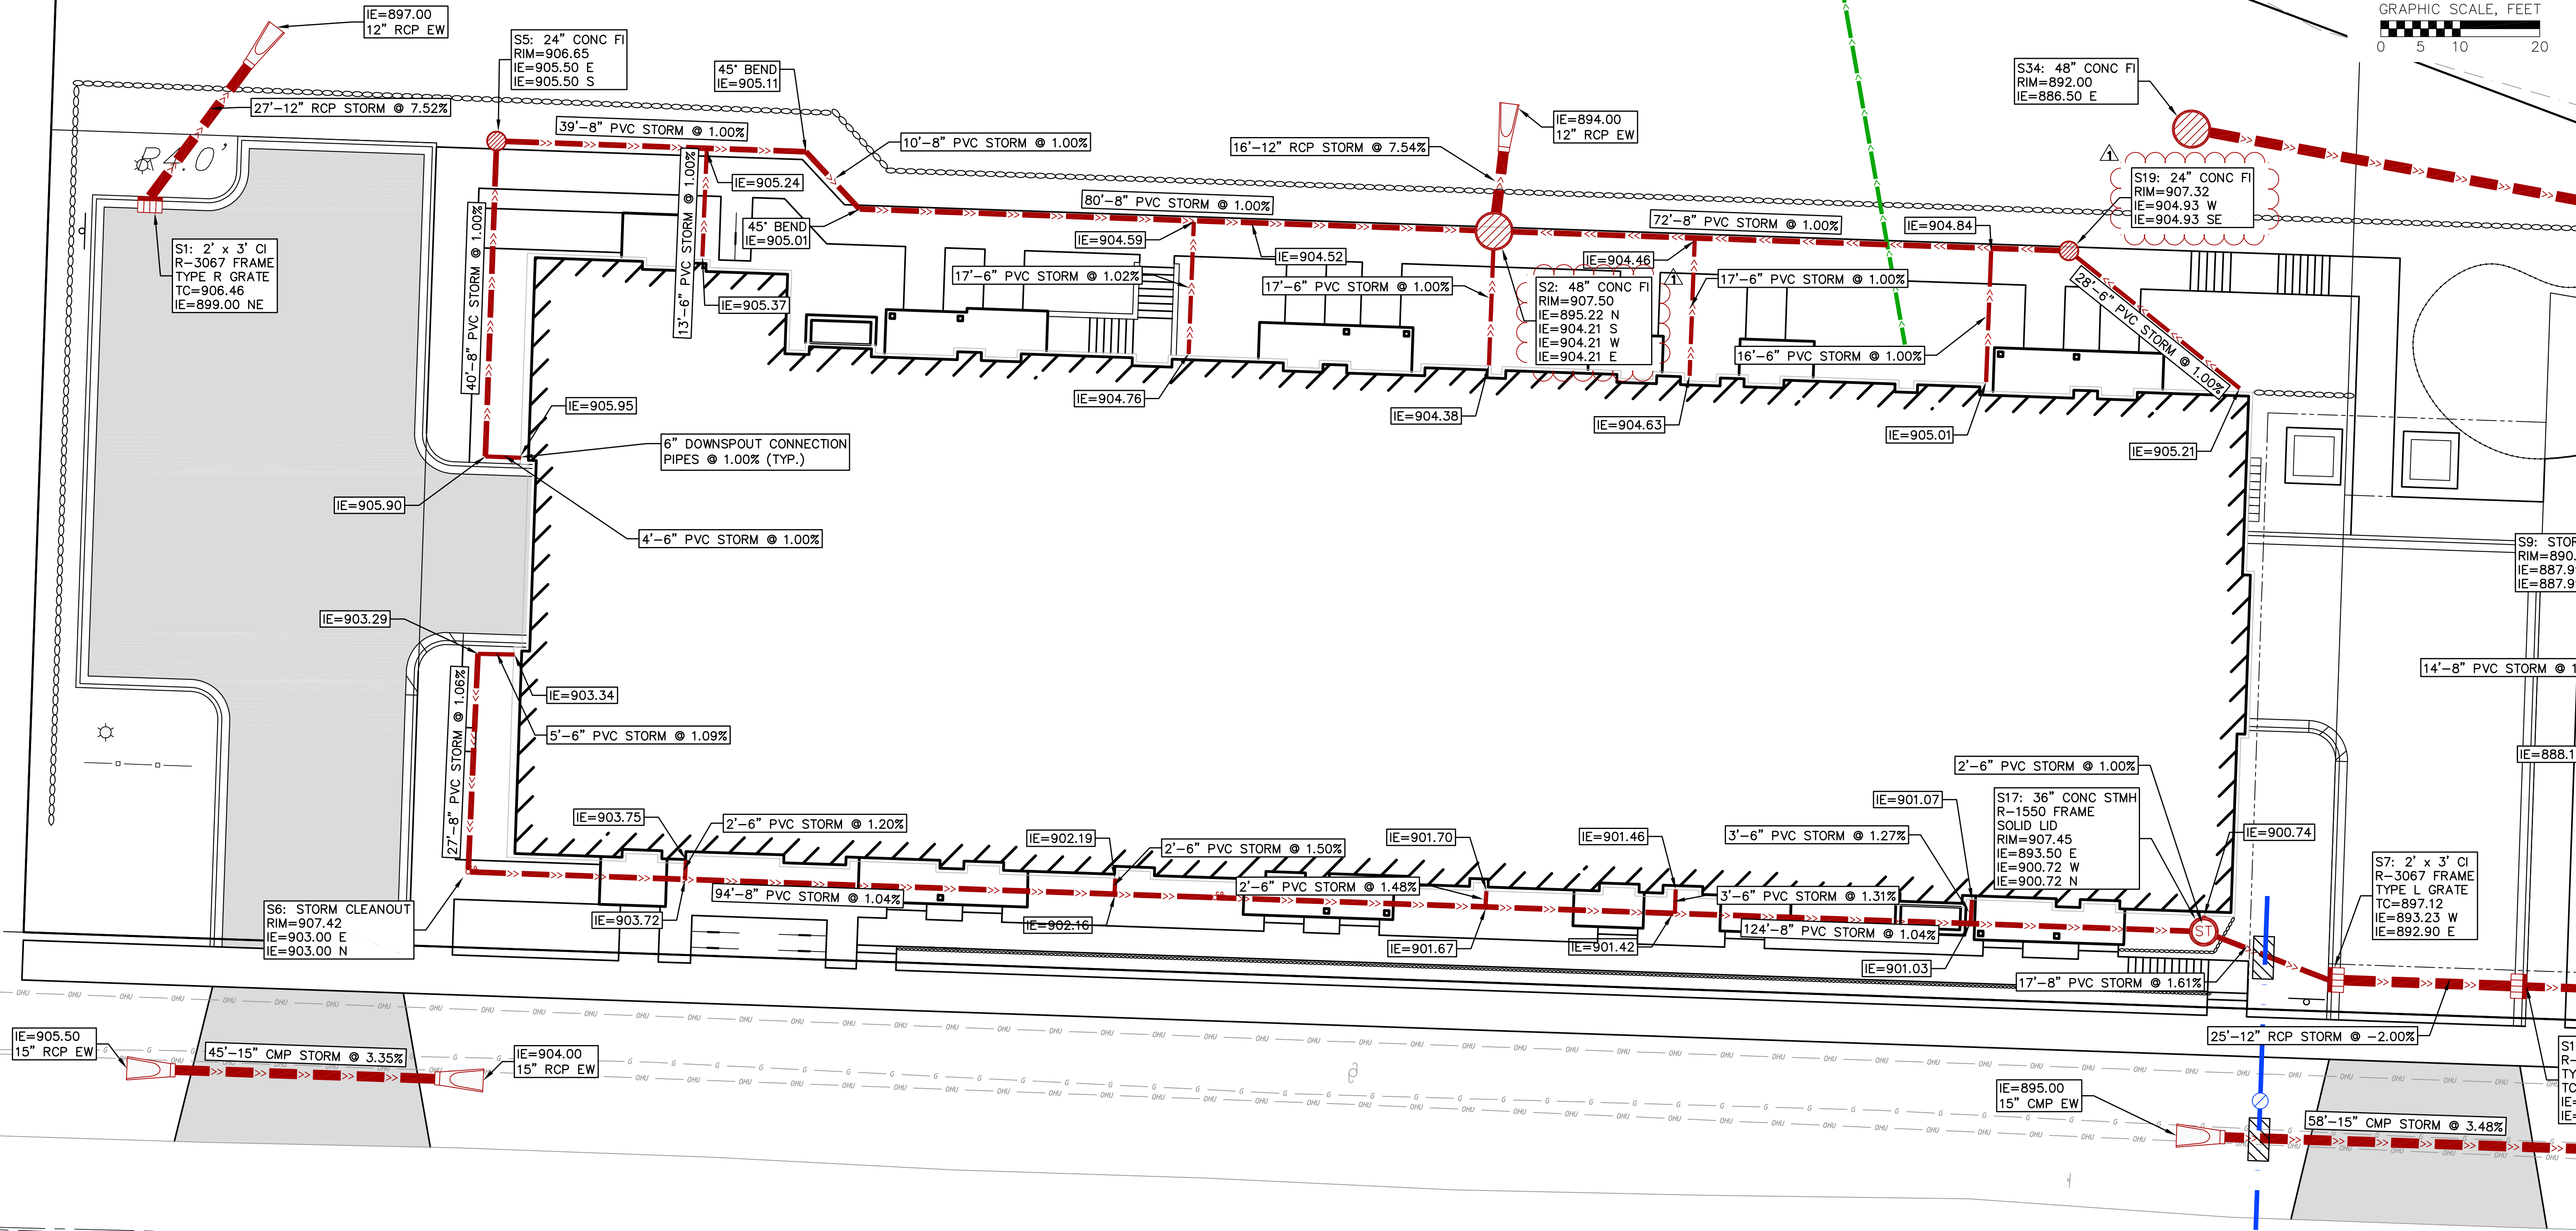 IE=897.00
12" RCP EW
27'-12" RCP STORM @ 7.52%
R4.0'
S1: 2' x 3' CI
R-3067 FRAME
TYPE R GRATE
TC=906.46
IE=899.00 NE
S5: 24" CONC FI
RIM=906.65
IE=905.50 E
IE=905.50 S
45° BEND
IE=905.11
39'-8" PVC STORM @ 1.00%
10'-8" PVC STORM @ 1.00%
IE=905.24
13'-6" PVC STORM @ 1.00%
40'-8" PVC STORM @ 1.00%
45° BEND
IE=905.01
IE=905.37
80'-8" PVC STORM @ 1.00%
IE=904.59
IE=904.52
17'-6" PVC STORM @ 1.02%
17'-6" PVC STORM @ 1.00%
16'-12" RCP STORM @ 7.54%
IE=894.00
12" RCP EW
S2: 48" CONC FI
RIM=907.50
IE=895.22 N
IE=904.21 S
IE=904.21 W
IE=904.21 E
1
IE=904.46
72'-8" PVC STORM @ 1.00%
17'-6" PVC STORM @ 1.00%
IE=904.84
16'-6" PVC STORM @ 1.00%
S34: 48" CONC FI
RIM=892.00
IE=886.50 E
1
S19: 24" CONC FI
RIM=907.32
IE=904.93 W
IE=904.93 SE
28'-6" PVC STORM @ 1.00%
GRAPHIC SCALE, FEET
0 5 10 20
IE=904.76
IE=904.38
IE=904.63
IE=905.01
IE=905.21
IE=905.95
6" DOWNSPOUT CONNECTION
PIPES @ 1.00% (TYP.)
IE=905.90
4'-6" PVC STORM @ 1.00%
IE=903.29
IE=903.34
5'-6" PVC STORM @ 1.09%
27'-8" PVC STORM @ 1.06%
S9: STOR
RIM=890.
IE=887.9
IE=887.9
14'-8" PVC STORM @ 1
IE=888.1
IE=903.75
2'-6" PVC STORM @ 1.20%
IE=902.19
2'-6" PVC STORM @ 1.50%
IE=901.70
2'-6" PVC STORM @ 1.48%
IE=901.46
3'-6" PVC STORM @ 1.31%
3'-6" PVC STORM @ 1.27%
IE=901.07
2'-6" PVC STORM @ 1.00%
S17: 36" CONC STMH
R-1550 FRAME
SOLID LID
RIM=907.45
IE=893.50 E
IE=900.72 W
IE=900.72 N
IE=900.74
ST
S7: 2' x 3' CI
R-3067 FRAME
TYPE L GRATE
TC=897.12
IE=893.23 W
IE=892.90 E
S6: STORM CLEANOUT
RIM=907.42
IE=903.00 E
IE=903.00 N
IE=903.72
94'-8" PVC STORM @ 1.04%
IE=902.16
IE=901.67
IE=901.42
124'-8" PVC STORM @ 1.04%
IE=901.03
17'-8" PVC STORM @ 1.61%
25'-12" RCP STORM @ -2.00%
IE=905.50
15" RCP EW
45'-15" CMP STORM @ 3.35%
IE=904.00
15" RCP EW
IE=895.00
15" CMP EW
58'-15" CMP STORM @ 3.48%
S1
R-
TY
TC
IE=
IE=
OHU OHU OHU OHU
G G G G